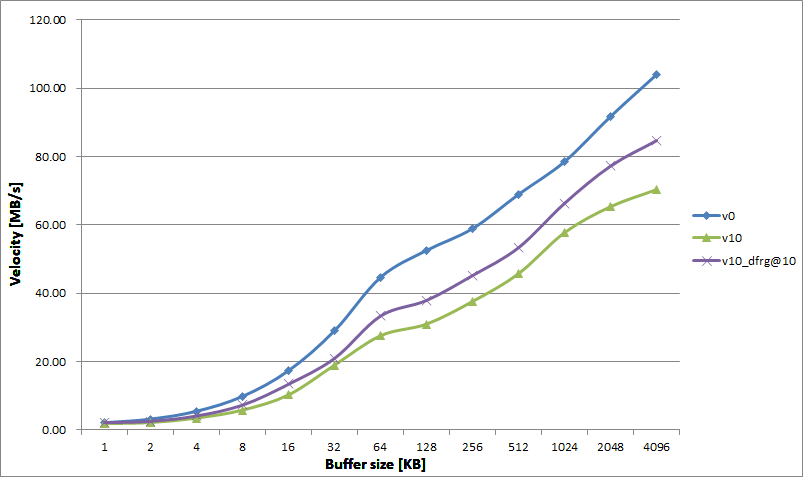 120.00
100.00
80.00
60.00
40.00
20.00
0.00
Velocity [MB/s]
1 2 4 8 16 32 64 128 256 512 1024 2048 4096
Buffer size [KB]
v0
v10
v10_dfrg@10